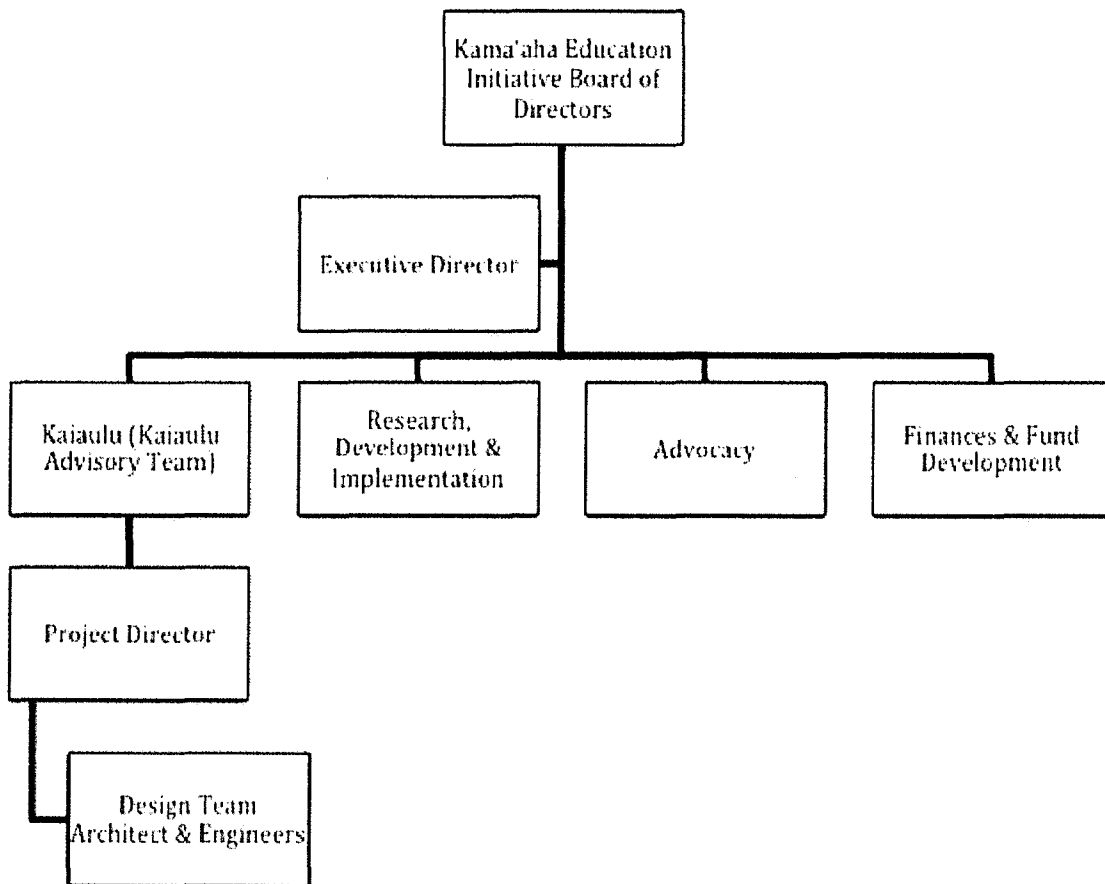 Kama'aha Education
Initiative Board of
Directors
Executive Director
Kaiaulu (Kaiaulu
Advisory Team)
Research,
Development &
Implementation
Advocacy
Finances & Fund
Development
Project Director
Design Team
Architect & Engineers